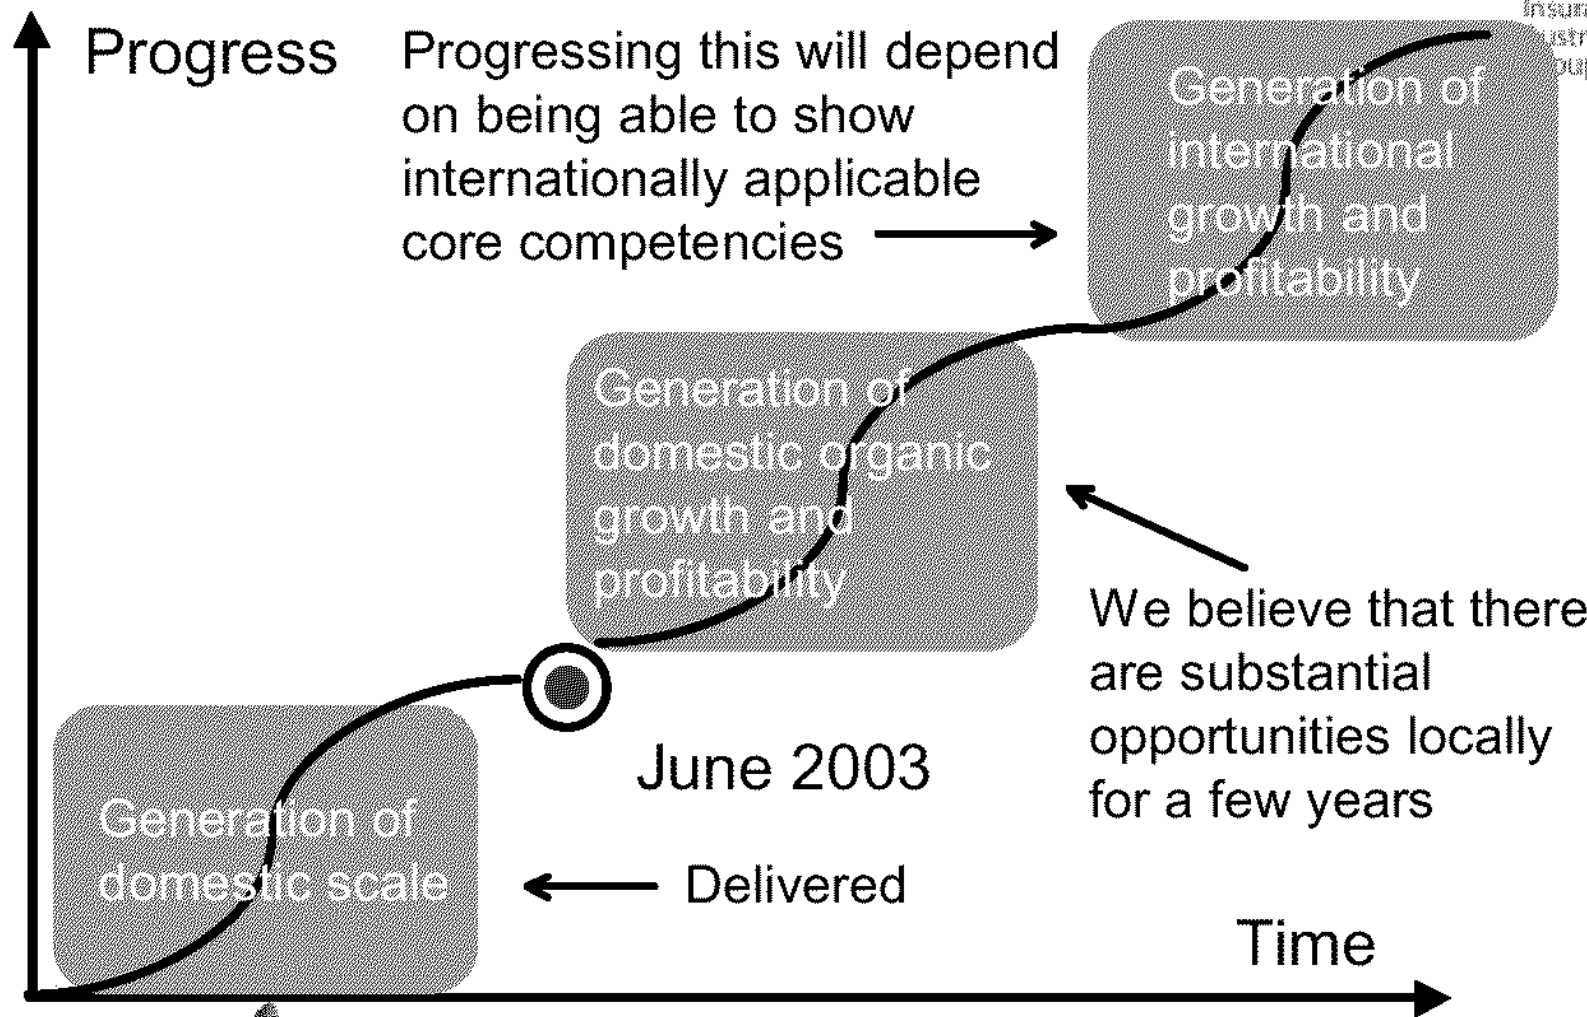 Progress
Progressing this will depend
on being able to show
internationally applicable
core competencies
Generation of
international
growth and
profitability
Generation of
domestic organic
growth and
profitability
We believe that there
are substantial
opportunities locally
for a few years
June 2003
Generation of
domestic scale
Delivered
Time